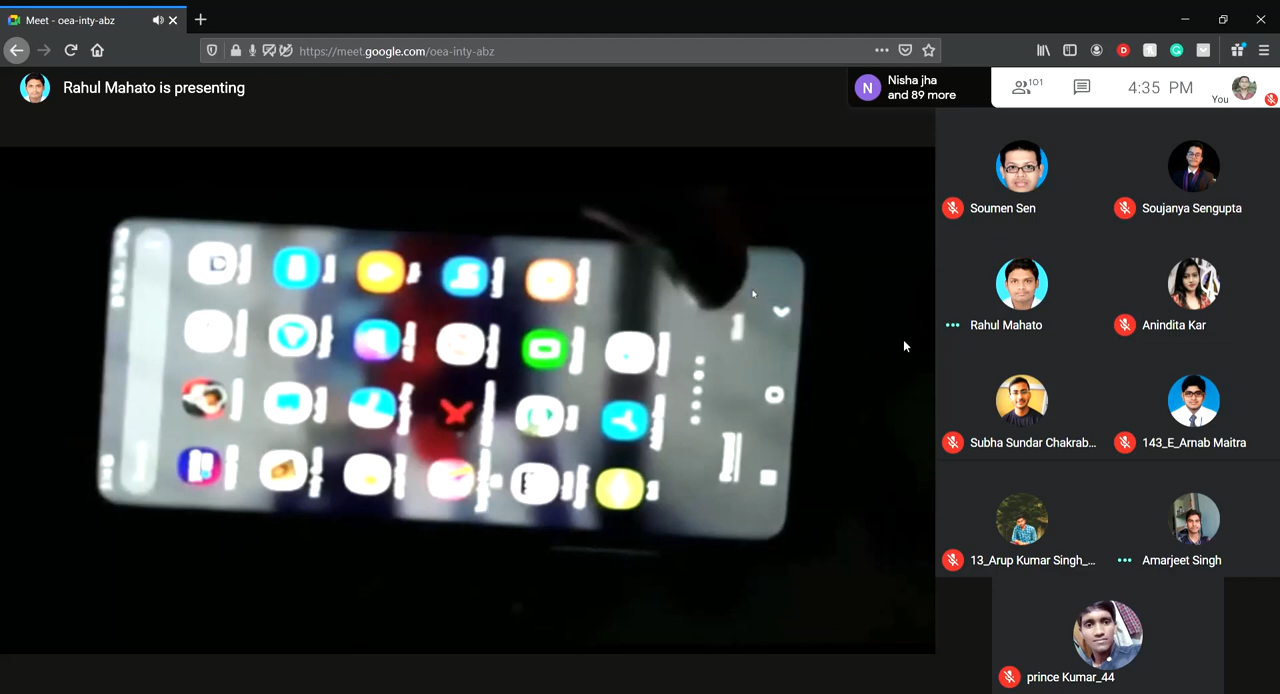 Meet - oea-inty-abz
https://meet.google.com/oea-inty-abz
Rahul Mahato is presenting
N
Nisha jha
and 89 more
101
4:35 PM
You
Soumen Sen
Soujanya Sengupta
Rahul Mahato
Anindita Kar
Subha Sundar Chakrab...
143_E_Arnab Maitra
13_Arup Kumar Singh_...
Amarjeet Singh
prince Kumar_44